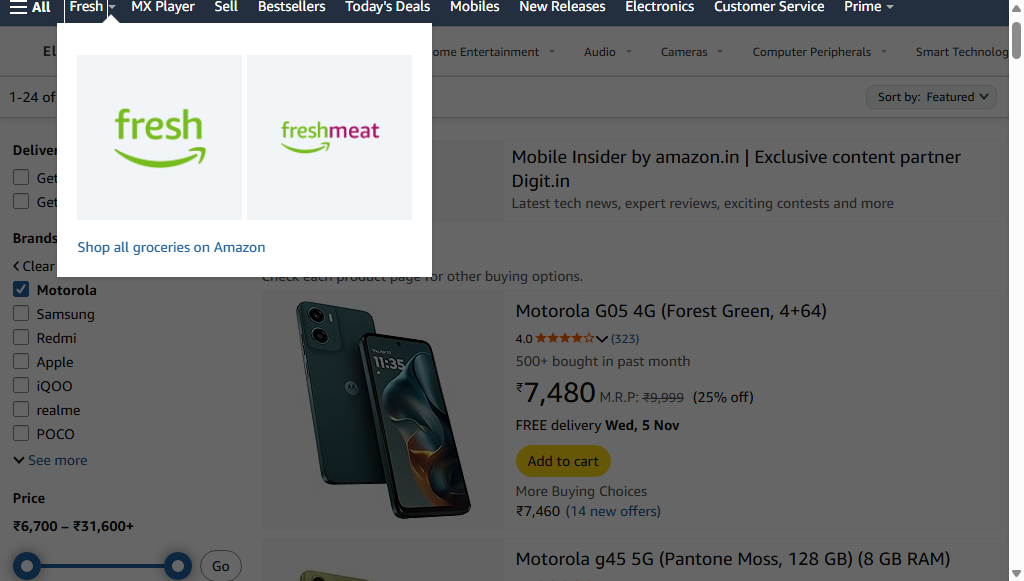 All Fresh MX Player Sell Bestsellers Today's Deals Mobiles New Releases Electronics Customer Service Prime
Home Entertainment Audio Cameras Computer Peripherals Smart Technolog
1-24 of
Sort by: Featured
fresh
freshmeat
Shop all groceries on Amazon
Mobile Insider by amazon.in | Exclusive content partner
Digit.in
Latest tech news, expert reviews, exciting contests and more
Deliver
Get
Get
Brands
Clear
Motorola
Samsung
Redmi
Apple
iQOO
realme
POCO
See more
Price
₹6,700 – ₹31,600+
Go
Check each product page for other buying options.
11:35
Motorola G05 4G (Forest Green, 4+64)
4.0 (323)
500+ bought in past month
₹7,480 M.R.P: ₹9,999 (25% off)
FREE delivery Wed, 5 Nov
Add to cart
More Buying Choices
₹7,460 (14 new offers)
Motorola g45 5G (Pantone Moss, 128 GB) (8 GB RAM)